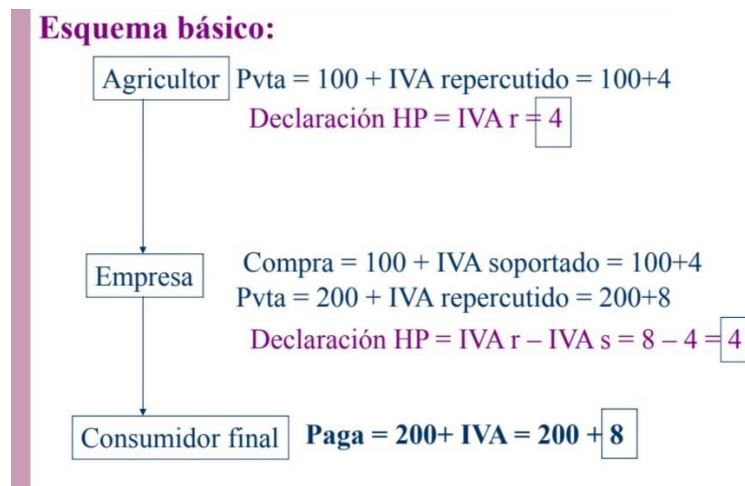 Esquema básico:
Agricultor Pvta = 100 + IVA repercutido = 100+4
Declaración HP = IVA r = 4
Compra = 100 + IVA soportado = 100+4
Empresa
Pvta = 200 + IVA repercutido = 200+8
Declaración HP = IVA r – IVA s = 8 – 4 = 4
Consumidor final Paga = 200+ IVA = 200 + 8